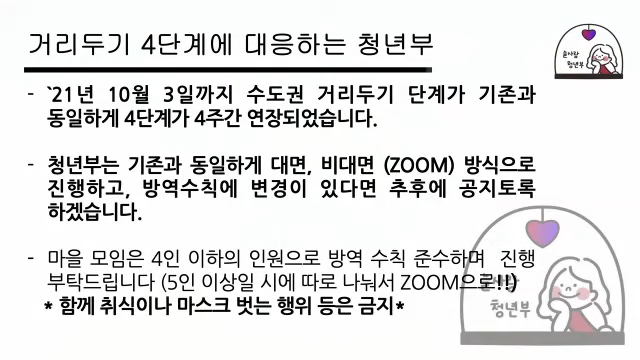 거리두기 4단계에 대응하는 청년부
은사랑
청년부
- `21년 10월 3일까지 수도권 거리두기 단계가 기존과
동일하게 4단계가 4주간 연장되었습니다.
- 청년부는 기존과 동일하게 대면, 비대면 (ZOOM) 방식으로
진행하고, 방역수칙에 변경이 있다면 추후에 공지토록
하겠습니다.
- 마을 모임은 4인 이하의 인원으로 방역 수칙 준수하며 진행
부탁드립니다 (5인 이상일 시에 따로 나눠서 ZOOM으로!!)
* 함께 취식이나 마스크 벗는 행위 등은 금지*
청년부